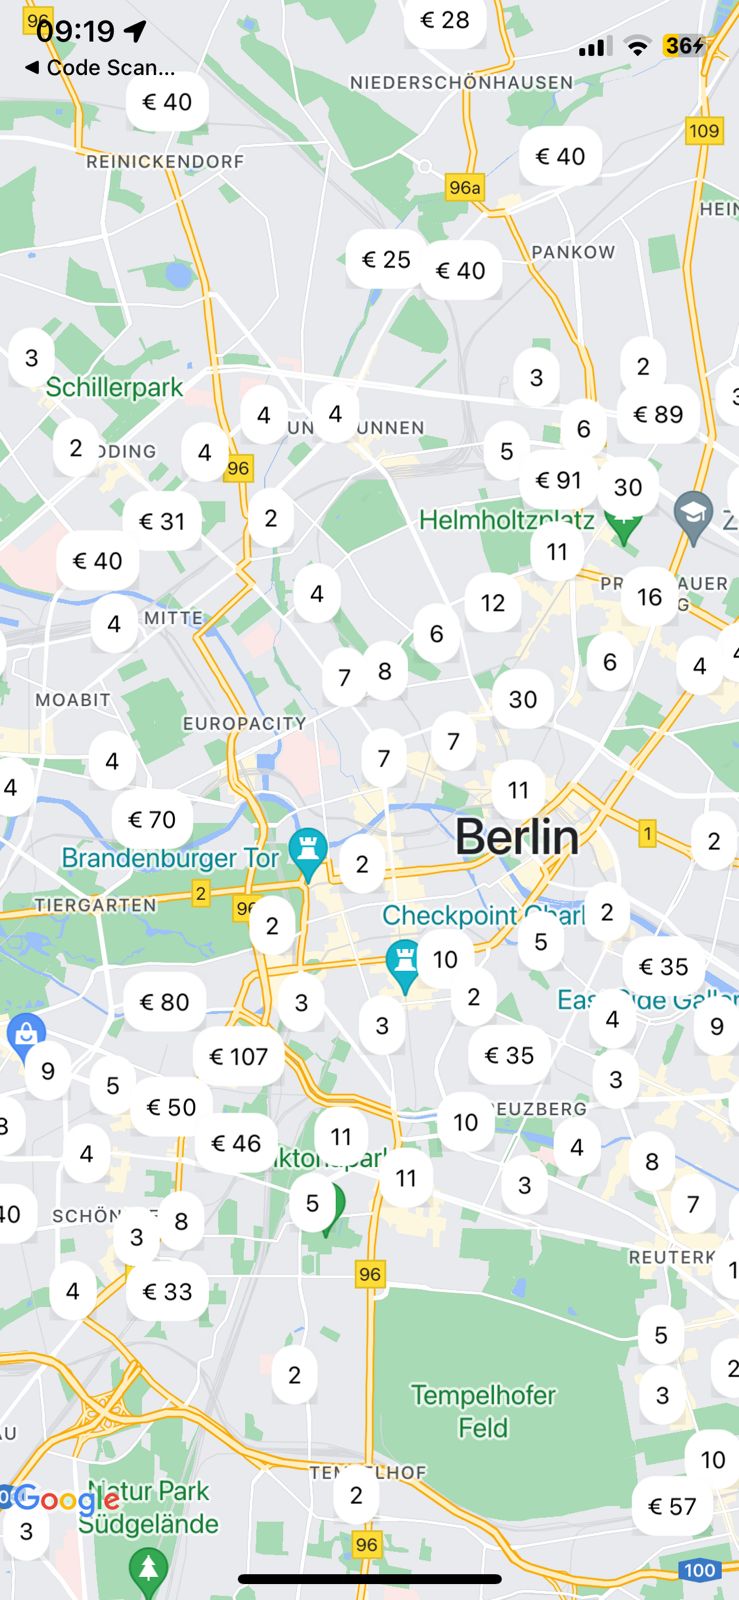 96
09:19
36
◀ Code Scan...
€ 28
NIEDERSCHÖNHAUSEN
€ 40
109
REINICKENDORF
€ 40
96a
HEIN
€ 25
€ 40
PANKOW
3
Schillerpark
3
2
4
4
UN
UNNEN
6
€ 89
2
DDING
4
96
5
€ 91
30
€ 31
2
Helmholtzplatz
Z
€ 40
11
4
PR
AUER
16
G
4
MITTE
12
6
7
8
6
4
MOABIT
EUROPACITY
30
4
7
7
4
11
€ 70
Berlin
1
2
Brandenburger Tor
2
TIERGARTEN
2
96
2
Checkpoint Charl
2
5
10
€ 35
€ 80
3
2
East Side Galler
3
4
9
€ 107
€ 35
9
5
3
€ 50
10
EUZBERG
8
€ 46
11
4
4
ktoriapark
8
11
3
40
SCHÖN
5
7
3
8
REUTERK
4
€ 33
96
1
5
2
2
Tempelhofer
Feld
3
AU
10
TEMPELHOF
Google
Natur Park
Südgelände
2
€ 57
3
96
100